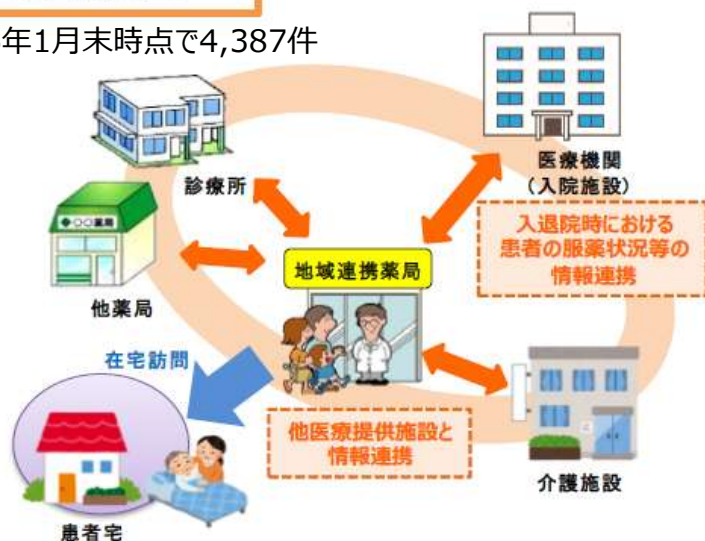 年1月末時点で4,387件
診療所
医療機関
(入院施設)
入退院時における
患者の服薬状況等の
情報連携
○○薬局
他薬局
地域連携薬局
在宅訪問
他医療提供施設と
情報連携
介護施設
患者宅